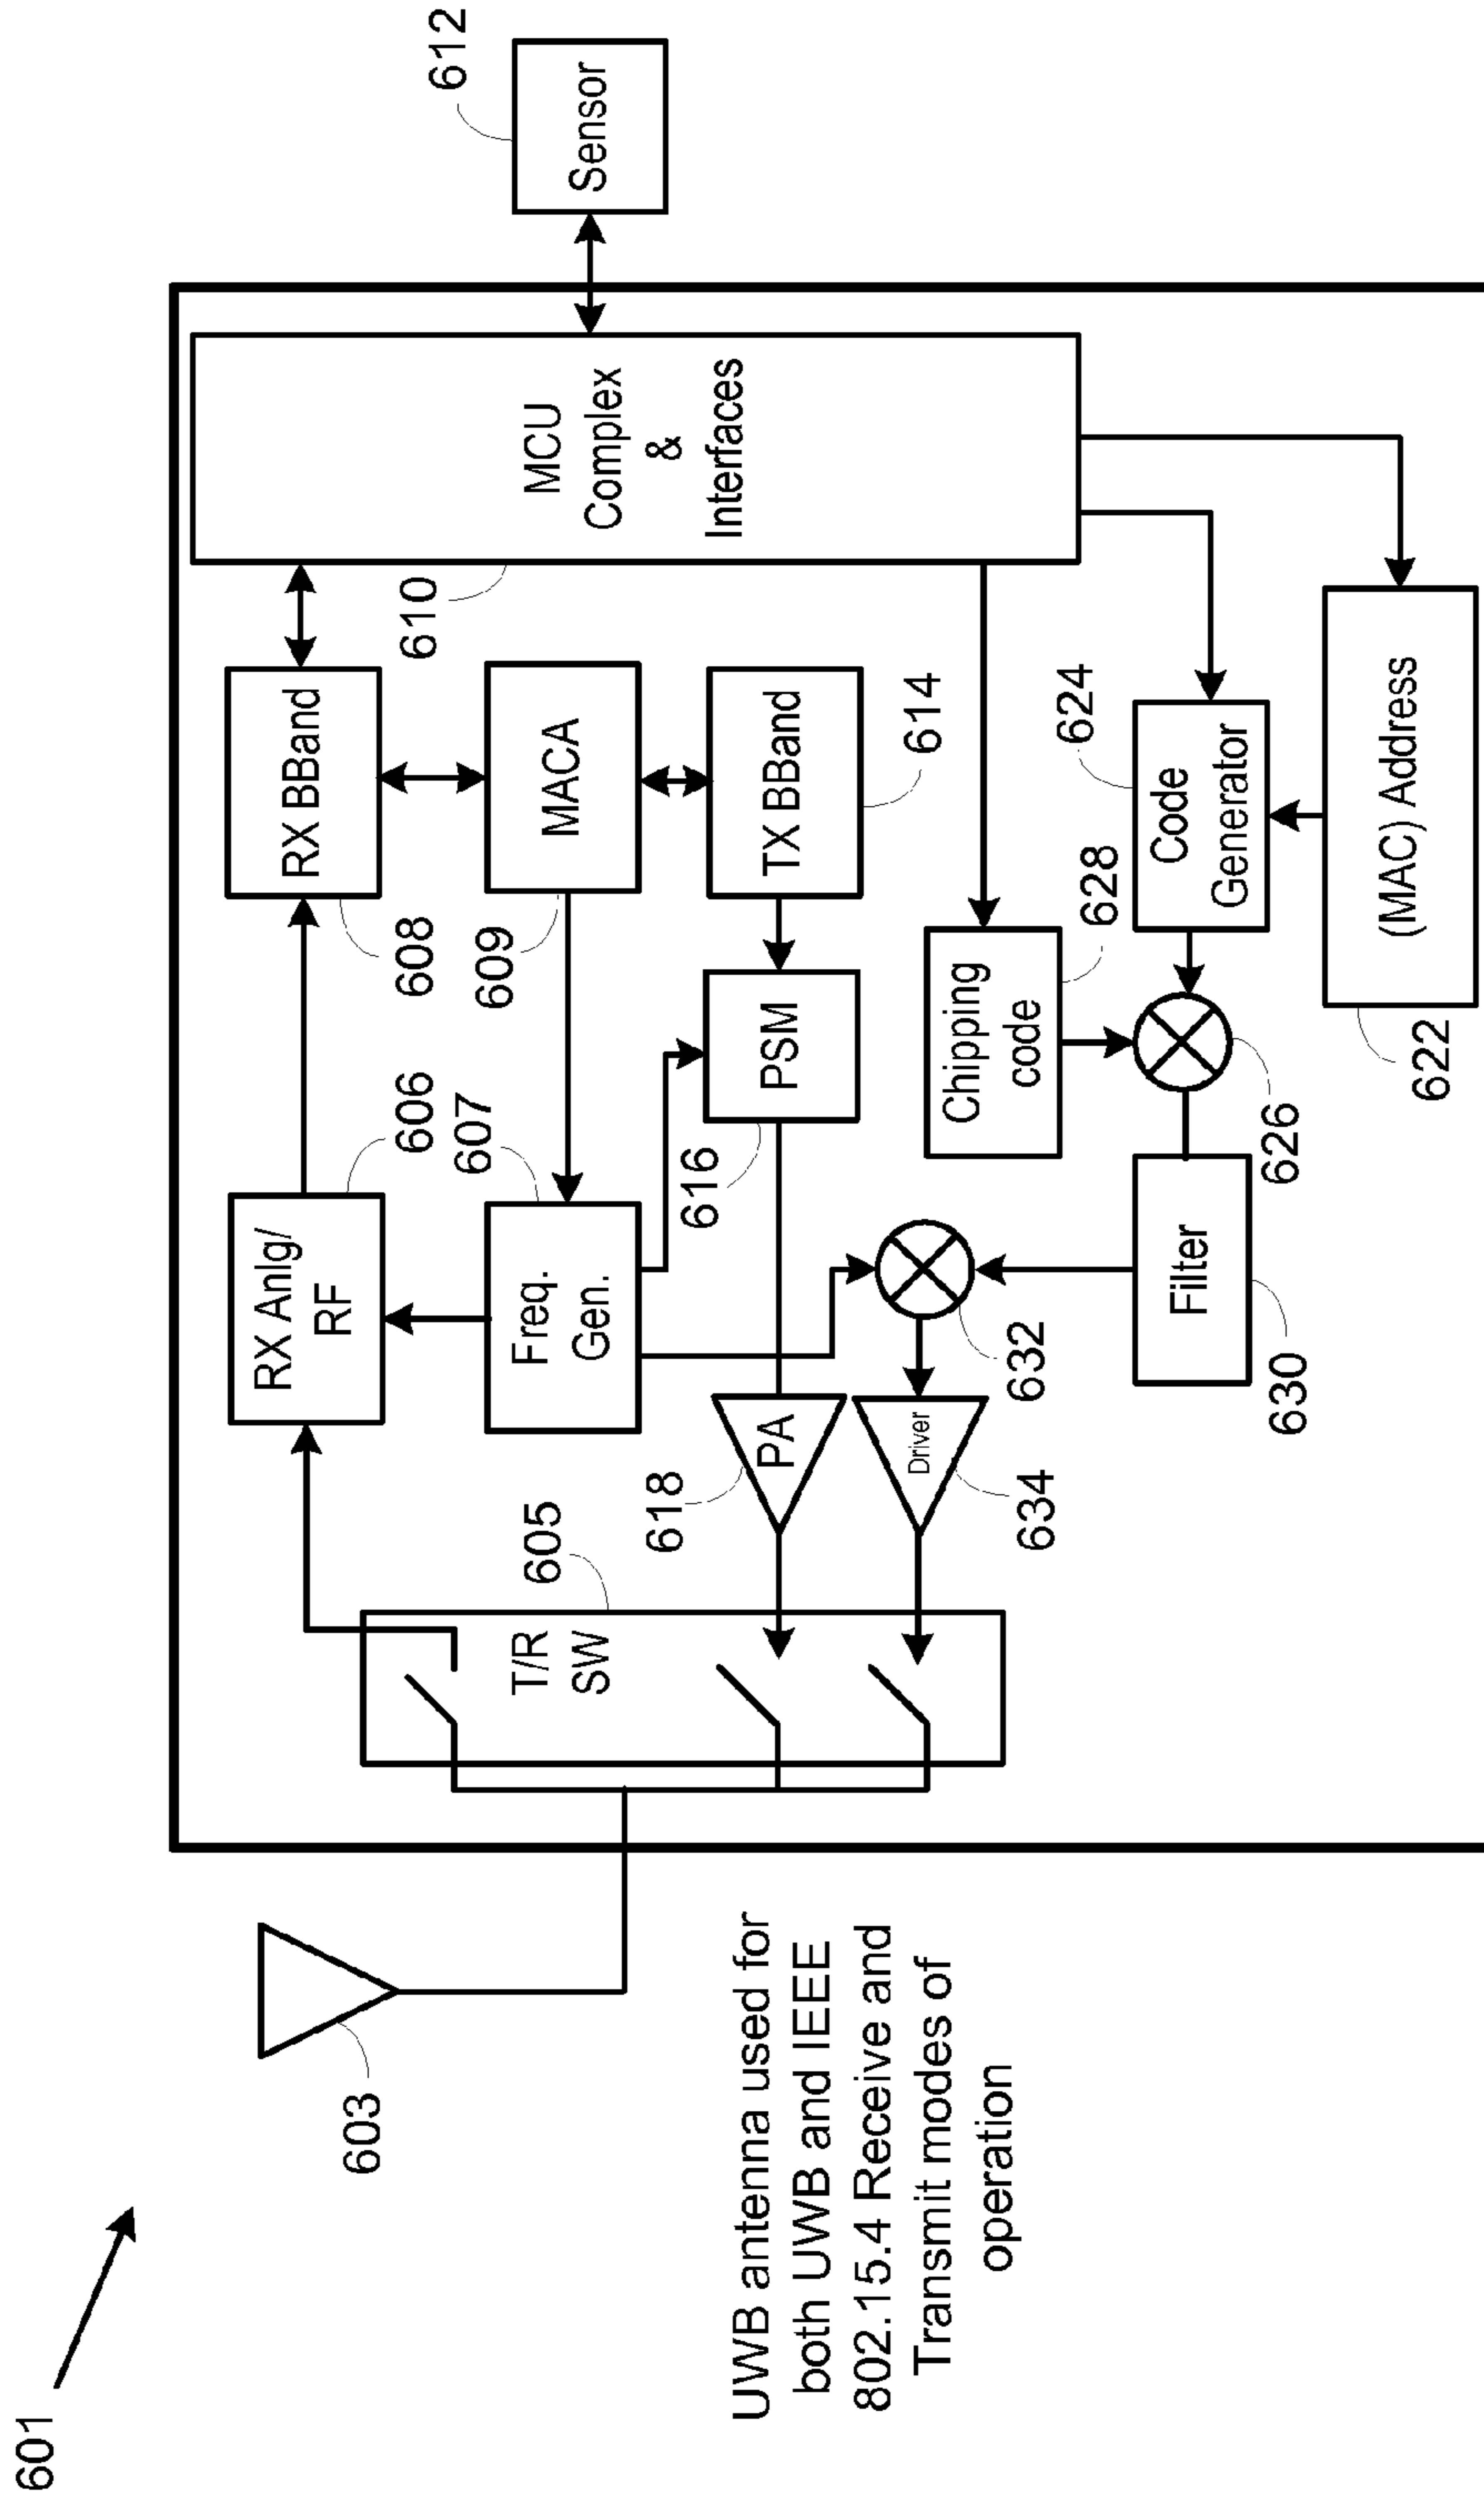 601
603
UWB antenna used for
both UWB and IEEE
802.15.4 Receive and
Transmit modes of
operation
T/R
SW
605
RX Anlg/
RF
606
RX BBand
608
Freq.
Gen.
607
MACA
609
MCU
Complex
&
Interfaces
610
Sensor
612
PA
618
PSM
616
TX BBand
614
Driver
634
632
Chipping
code
628
Filter
630
626
Code
Generator
624
(MAC) Address
622